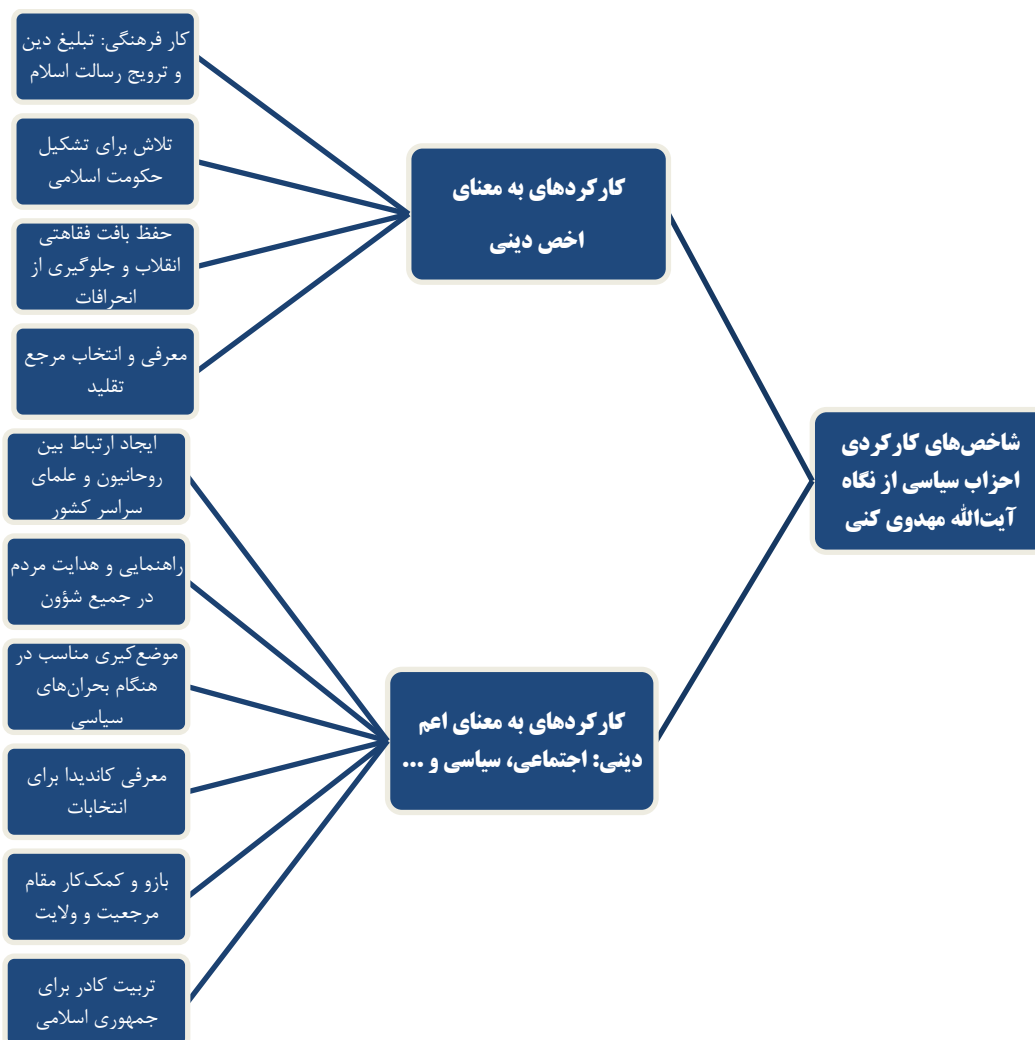 شاخص‌های کارکردی
احزاب سیاسی از نگاه
آیت‌الله مهدوی کنی
کارکردهای به معنای
اخص دینی
کار فرهنگی: تبلیغ دین
و ترویج رسالت اسلام
تلاش برای تشکیل
حکومت اسلامی
حفظ بافت فقاهتی
انقلاب و جلوگیری از
انحرافات
معرفی و انتخاب مرجع
تقلید
کارکردهای به معنای اعم
دینی: اجتماعی، سیاسی و ...
ایجاد ارتباط بین
روحانیون و علمای
سراسر کشور
راهنمایی و هدایت مردم
در جمیع شؤون
موضع‌گیری مناسب در
هنگام بحران‌های
سیاسی
معرفی کاندیدا برای
انتخابات
بازو و کمک‌کار مقام
مرجعیت و ولایت
تربیت کادر برای
جمهوری اسلامی